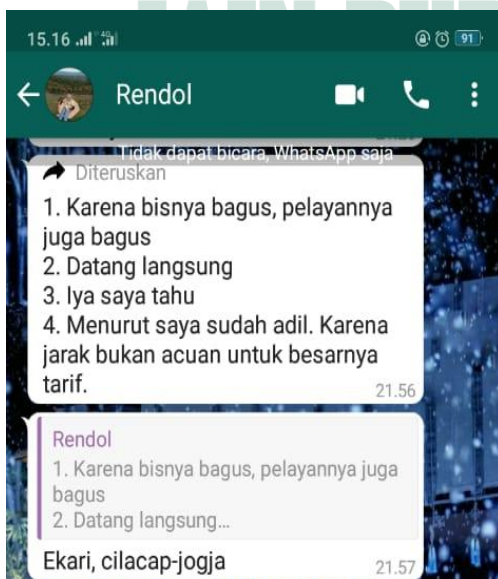 15.16
91
Rendol
Tidak dapat bicara, WhatsApp saja
Diteruskan
1. Karena bisnya bagus, pelayannya
juga bagus
2. Datang langsung
3. Iya saya tahu
4. Menurut saya sudah adil. Karena
jarak bukan acuan untuk besarnya
tarif.
21.56
Rendol
1. Karena bisnya bagus, pelayannya juga
bagus
2. Datang langsung...
Ekari, cilacap-jogja
21.57